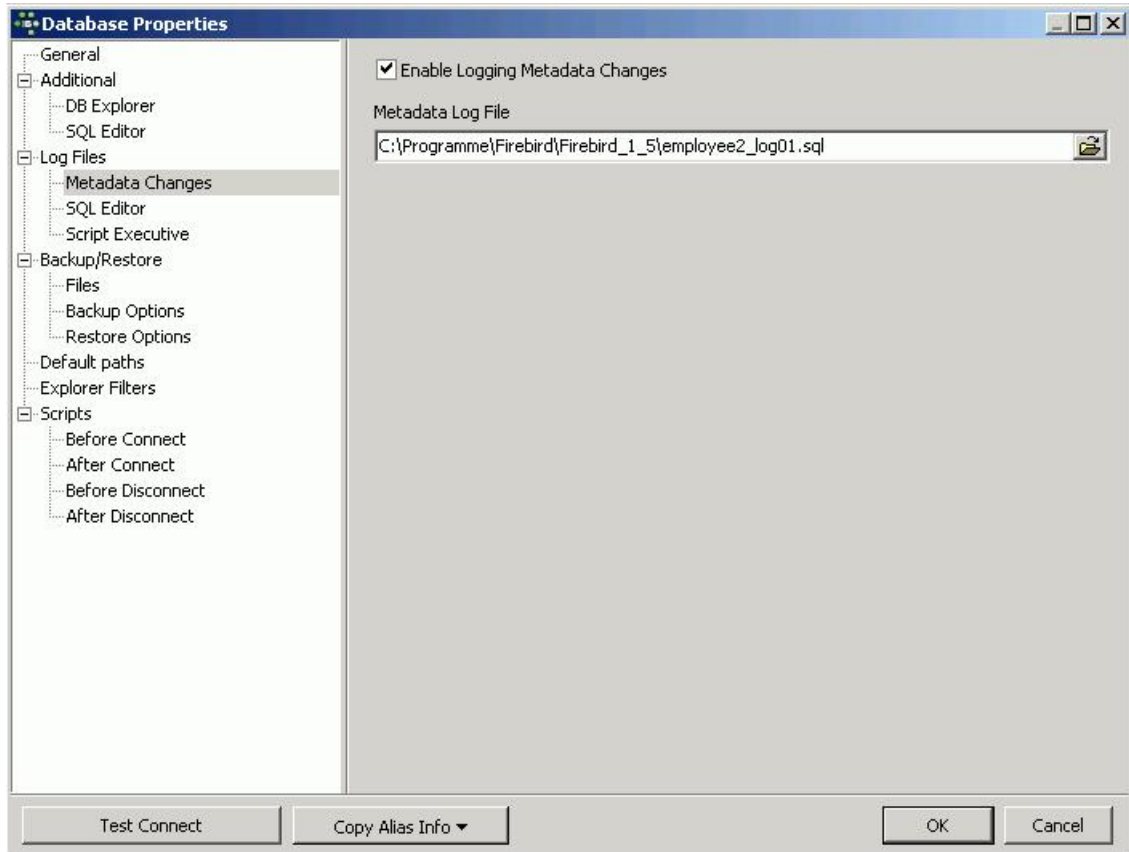 Database Properties
General
Additional
DB Explorer
SQL Editor
Log Files
Metadata Changes
SQL Editor
Script Executive
Backup/Restore
Files
Backup Options
Restore Options
Default paths
Explorer Filters
Scripts
Before Connect
After Connect
Before Disconnect
After Disconnect
Enable Logging Metadata Changes
Metadata Log File
C:\Programme\Firebird\Firebird_1_5\employee2_log01.sql
Test Connect
Copy Alias Info
OK
Cancel